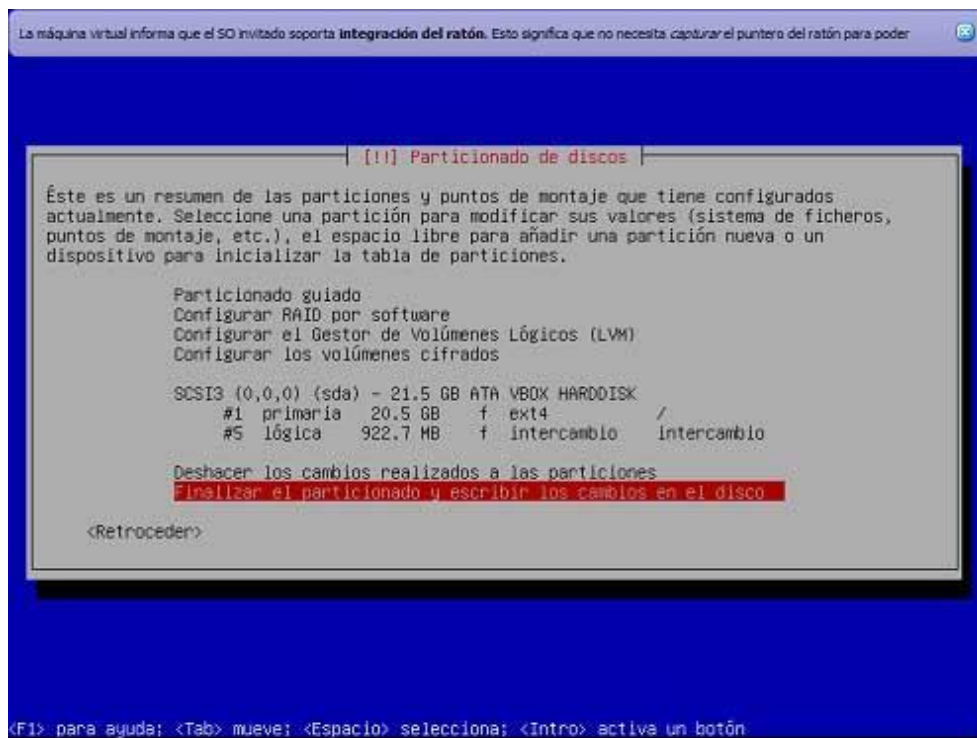 La máquina virtual informa que el SO invitado soporta integración del ratón. Esto significa que no necesita capturar el puntero del ratón para poder
[!!] Particionado de discos
Éste es un resumen de las particiones y puntos de montaje que tiene configurados
actualmente. Seleccione una partición para modificar sus valores (sistema de ficheros,
puntos de montaje, etc.), el espacio libre para añadir una partición nueva o un
dispositivo para inicializar la tabla de particiones.
Particionado guiado
Configurar RAID por software
Configurar el Gestor de Volúmenes Lógicos (LVM)
Configurar los volúmenes cifrados
SCSI3 (0,0,0) (sda) - 21.5 GB ATA VBOX HARDDISK
#1 primaria 20.5 GB f ext4 /
#5 lógica 922.7 MB f intercambio intercambio
Deshacer los cambios realizados a las particiones
Finalizar el particionado y escribir los cambios en el disco
<Retroceder>
<F1> para ayuda; <Tab> mueve; <Espacio> selecciona; <Intro> activa un botón